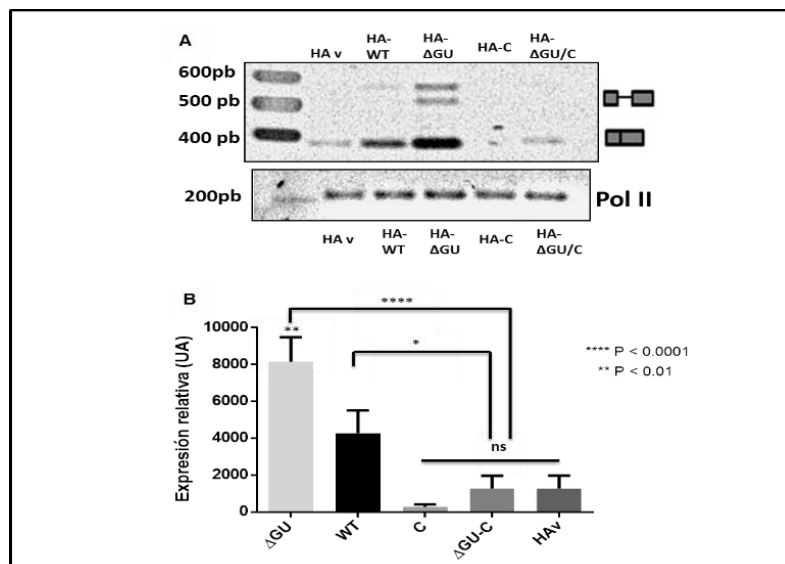 A
HA v
HA-
WT
HA-
ΔGU
HA-C
HA-
ΔGU/C
600pb
500 pb
400 pb
200pb
Pol II
HA v
HA-
WT
HA-
ΔGU
HA-C
HA-
ΔGU/C
B
****
**
*
ns
**** P < 0.0001
** P < 0.01
Expresión relativa (UA)
10000
8000
6000
4000
2000
0
ΔGU
WT
C
ΔGU-C
HAv